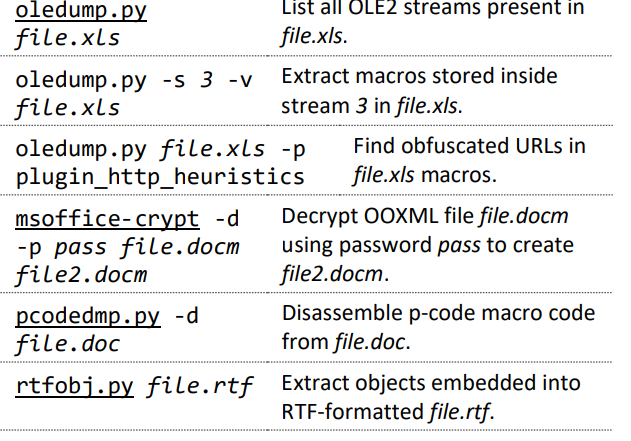 oledump.py
file.xls
List all OLE2 streams present in
file.xls.
oledump.py -s 3 -v
file.xls
Extract macros stored inside
stream 3 in file.xls.
oledump.py file.xls -p
plugin_http_heuristics
Find obfuscated URLs in
file.xls macros.
msoffice-crypt -d
-p pass file.docm
file2.docm
Decrypt OOXML file file.docm
using password pass to create
file2.docm.
pcodedmp.py -d
file.doc
Disassemble p-code macro code
from file.doc.
rtfobj.py file.rtf
Extract objects embedded into
RTF-formatted file.rtf.